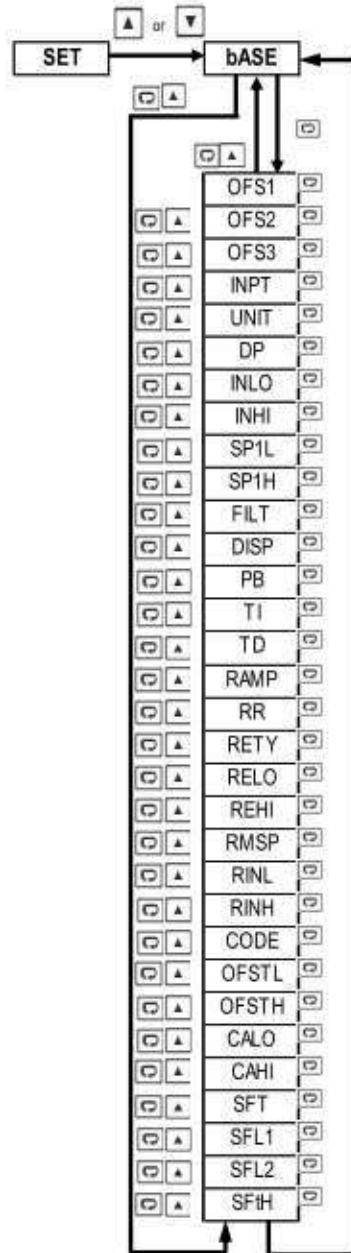 or
SET
bASE
OFS1
OFS2
OFS3
INPT
UNIT
DP
INLO
INHI
SP1L
SP1H
FILT
DISP
PB
TI
TD
RAMP
RR
RETY
RELO
REHI
RMSP
RINL
RINH
CODE
OFSTL
OFSTH
CALO
CAHI
SFT
SFL1
SFL2
SFtH